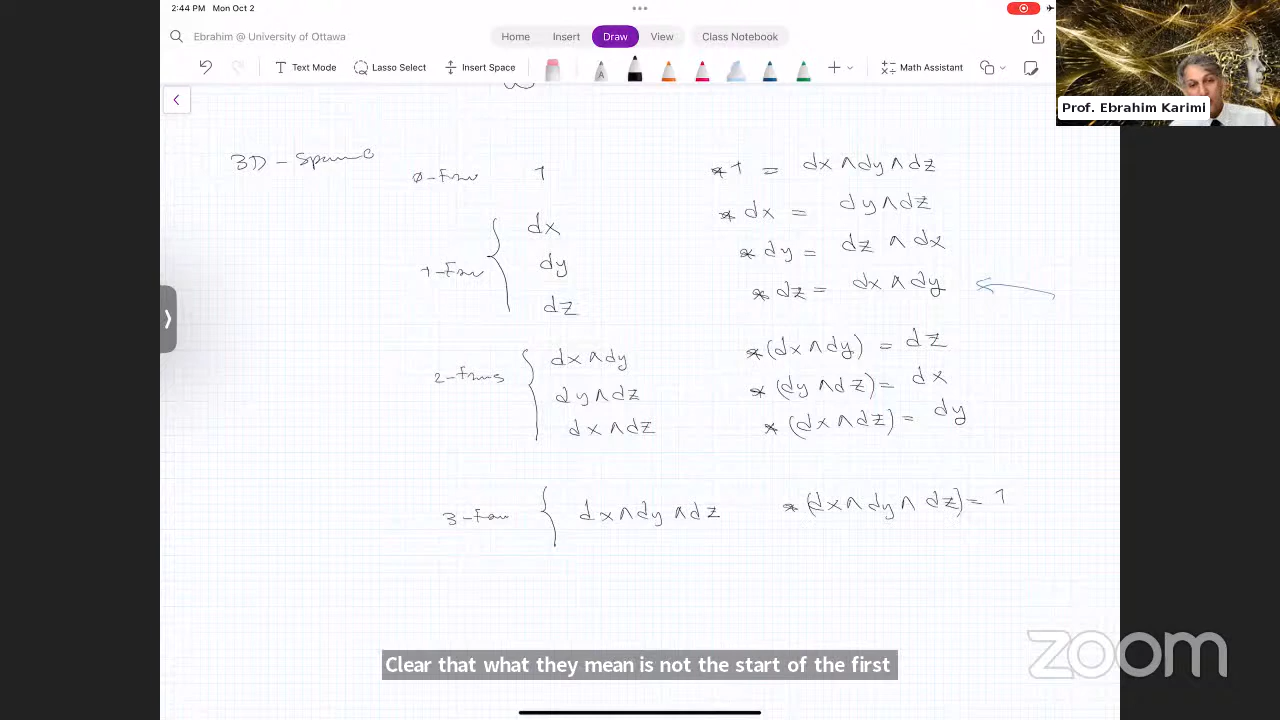 2:44 PM Mon Oct 2
Ebrahim @ University of Ottawa
Home Insert Draw View Class Notebook
Text Mode Lasso Select Insert Space Math Assistant
Prof. Ebrahim Karimi
3D-
0- 1 *1 = dx∧dy∧dz
dx *dx = dy∧dz
1- dy *dy = dz∧dx
dz *dz = dx∧dy
dx∧dy *(dx∧dy) = dz
2-forms dy∧dz *(dy∧dz) = dx
dx∧dz *(dx∧dz) = dy
3- dx∧dy∧dz *(dx∧dy∧dz) = 1
Clear that what they mean is not the start of the first
zoom